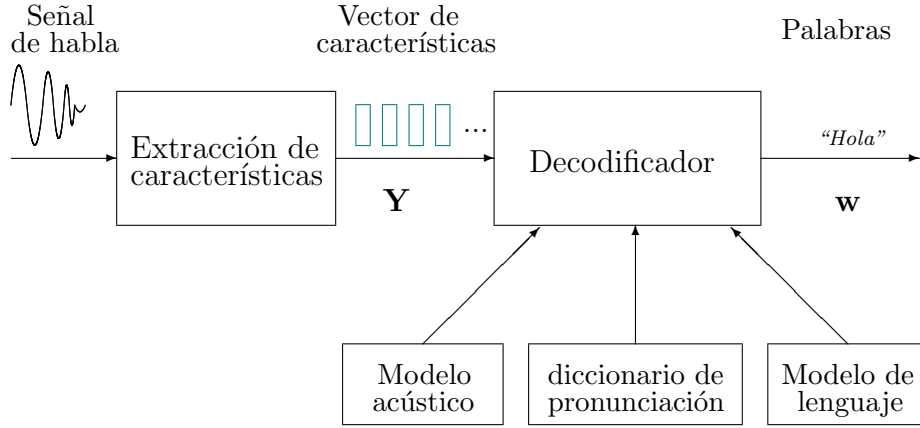 Señal
de habla
Vector de
características
Palabras
Extracción de
características
...
Decodificador
“Hola”
Y
w
Modelo
acústico
diccionario de
pronunciación
Modelo de
lenguaje